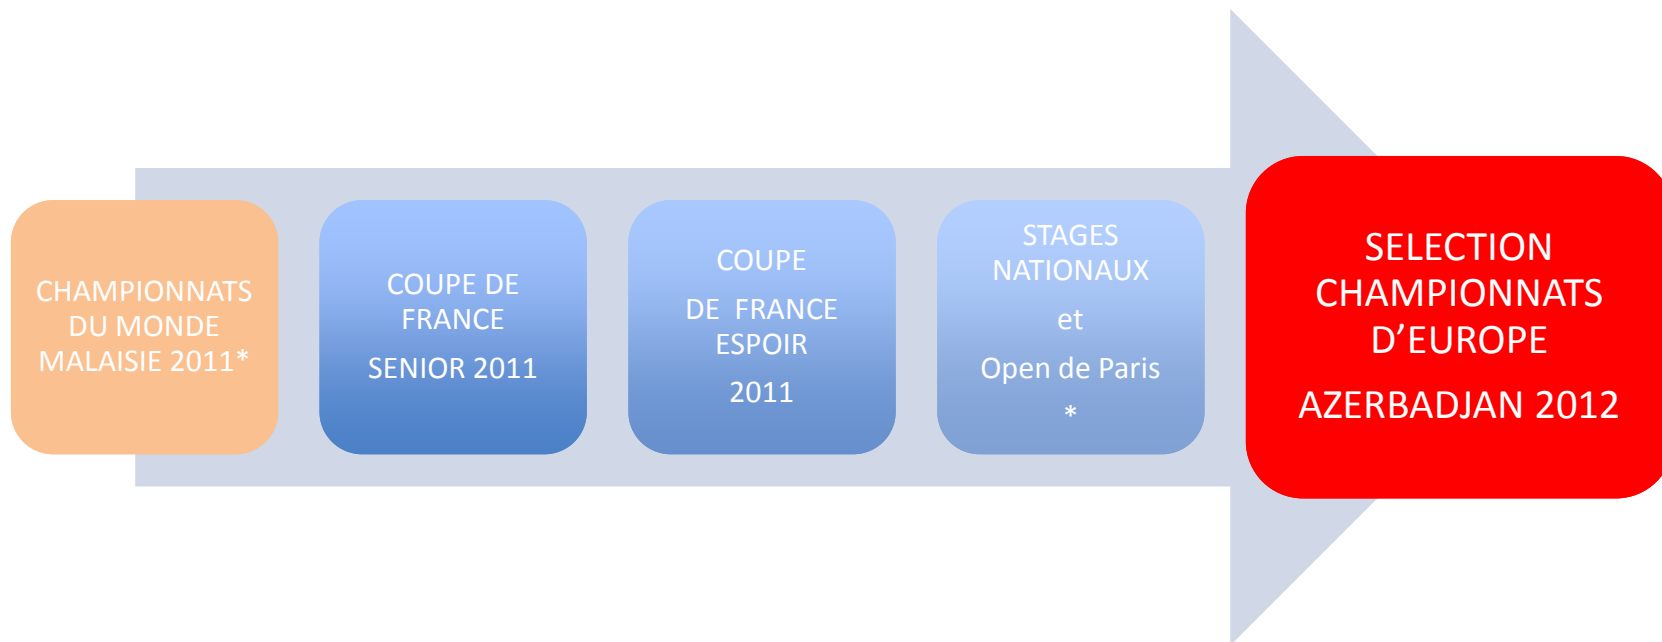 CHAMPIONNATS
DU MONDE
MALAISIE 2011*
COUPE DE
FRANCE
SENIOR 2011
COUPE
DE  FRANCE
ESPOIR
2011
STAGES
NATIONAUX
et
Open de Paris
*
SELECTION
CHAMPIONNATS
D’EUROPE
AZERBADJAN 2012